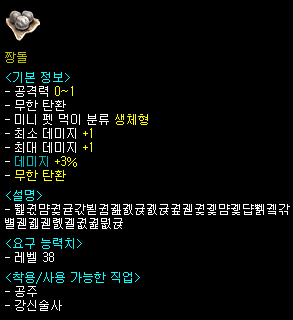 짱돌
<기본 정보>
- 공격력 0~1
- 무한 탄환
- 미니 펫 먹이 분류 생체형
- 최소 데미지 +1
- 최대 데미지 +1
- 데미지 +3%
- 무한 탄환
<설명>
<요구 능력치>
- 레벨 38
<착용/사용 가능한 직업>
- 공주
- 강신술사